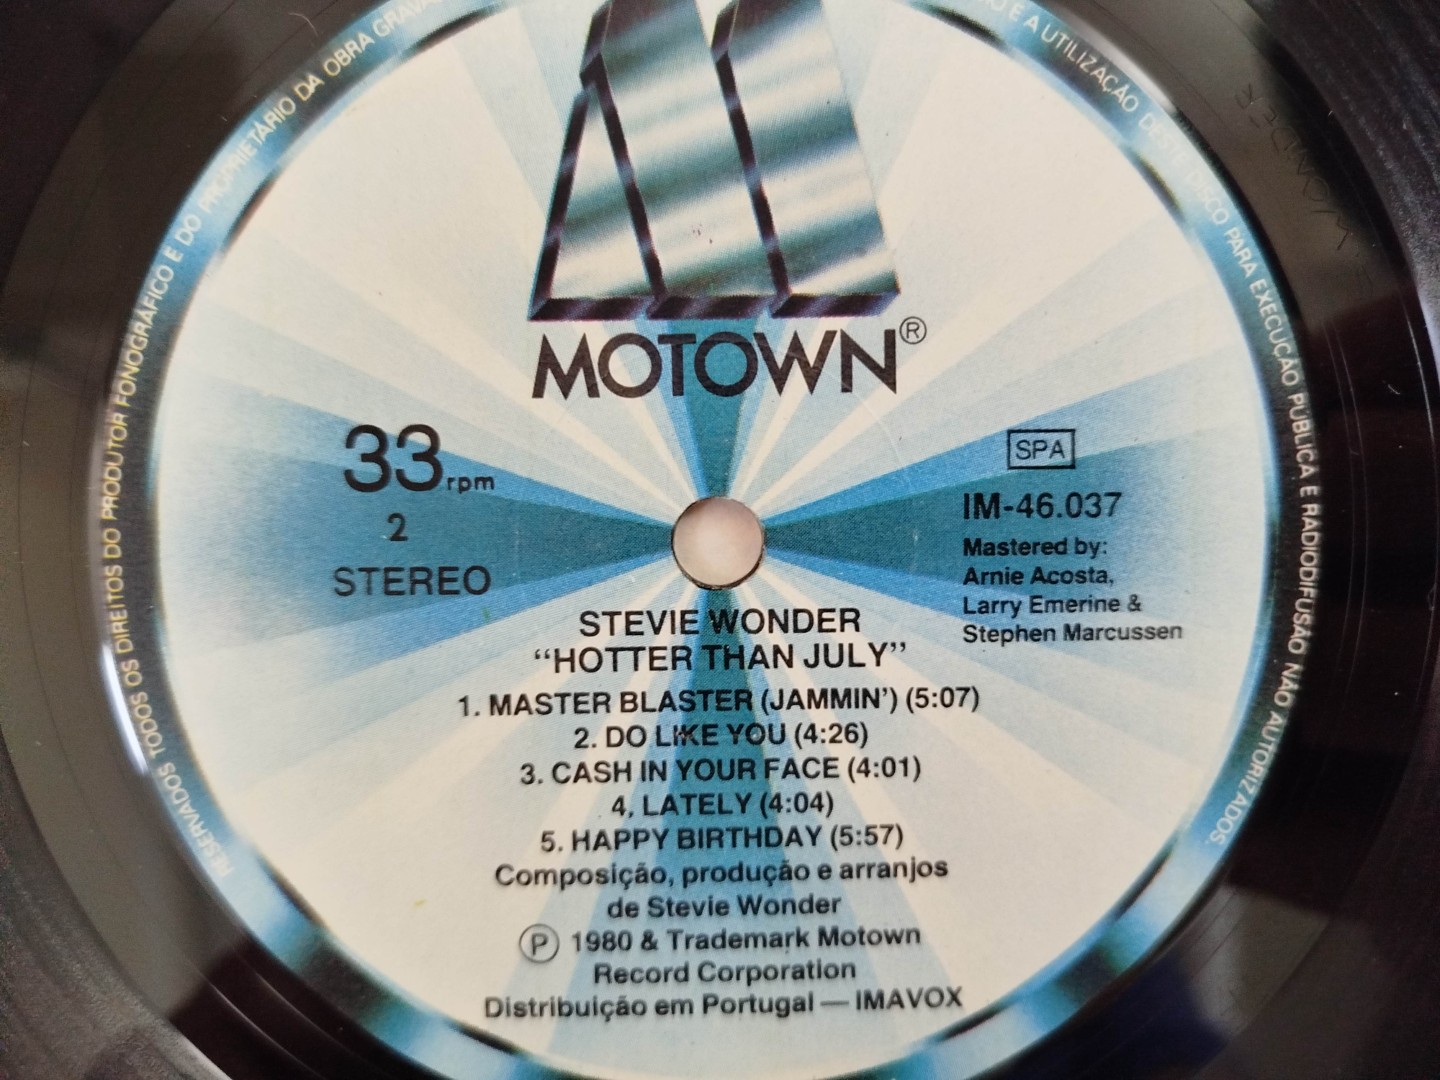 RESERVADOS TODOS OS DIREITOS DO PRODUTOR FONOGRÁFICO E DO PROPRIETÁRIO DA OBRA
E A UTILIZAÇÃO DESTE DISCO PARA EXECUÇÃO PÚBLICA E RÁDIODIFUSÃO NÃO AUTORIZADOS.
MOTOWN®
33 rpm
2
STEREO
SPA
IM-46.037
Mastered by:
Arnie Acosta,
Larry Emerine &
Stephen Marcussen
STEVIE WONDER
“HOTTER THAN JULY”
1. MASTER BLASTER (JAMMIN’) (5:07)
2. DO LIKE YOU (4:26)
3. CASH IN YOUR FACE (4:01)
4, LATELY (4:04)
5. HAPPY BIRTHDAY (5:57)
Composição, produção e arranjos
de Stevie Wonder
Ⓟ 1980 & Trademark Motown
Record Corporation
Distribuição em Portugal — IMAVOX